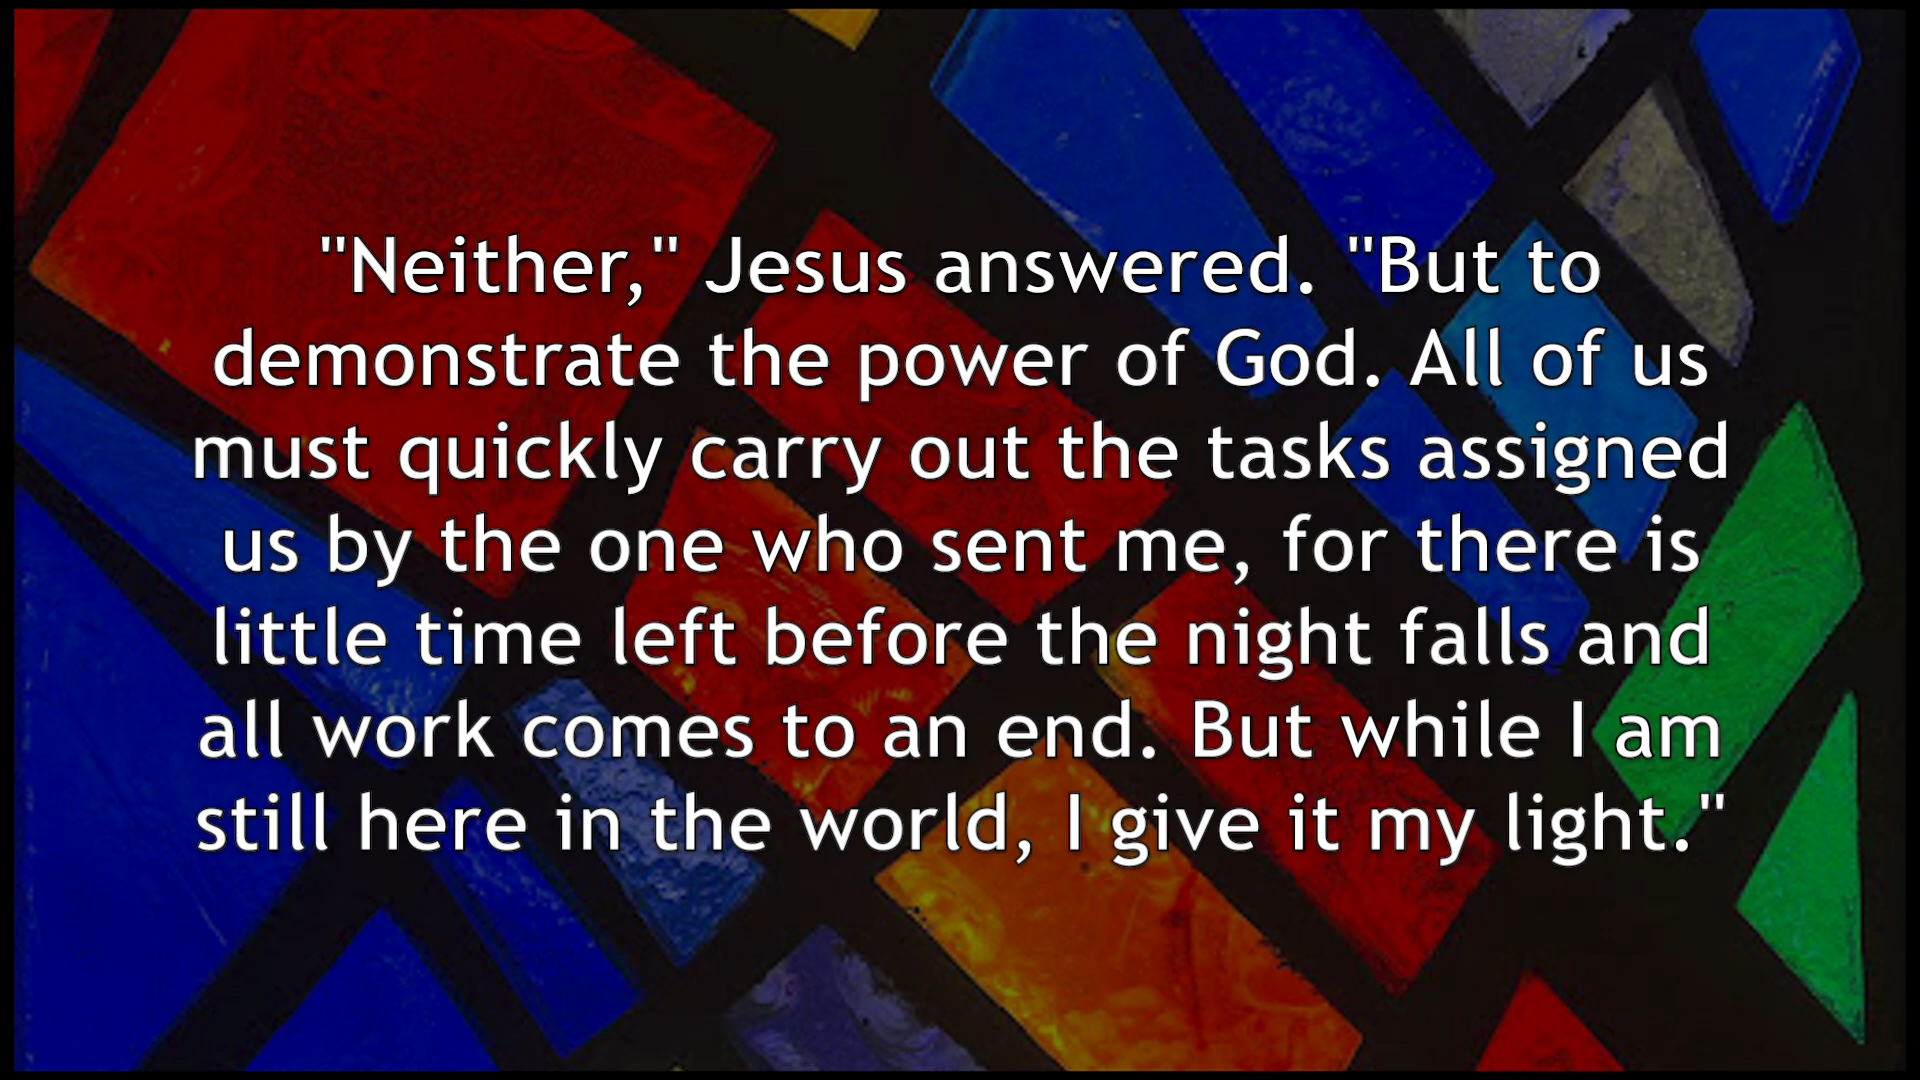 "Neither," Jesus answered. "But to
demonstrate the power of God. All of us
must quickly carry out the tasks assigned
us by the one who sent me, for there is
little time left before the night falls and
all work comes to an end. But while I am
still here in the world, I give it my light."